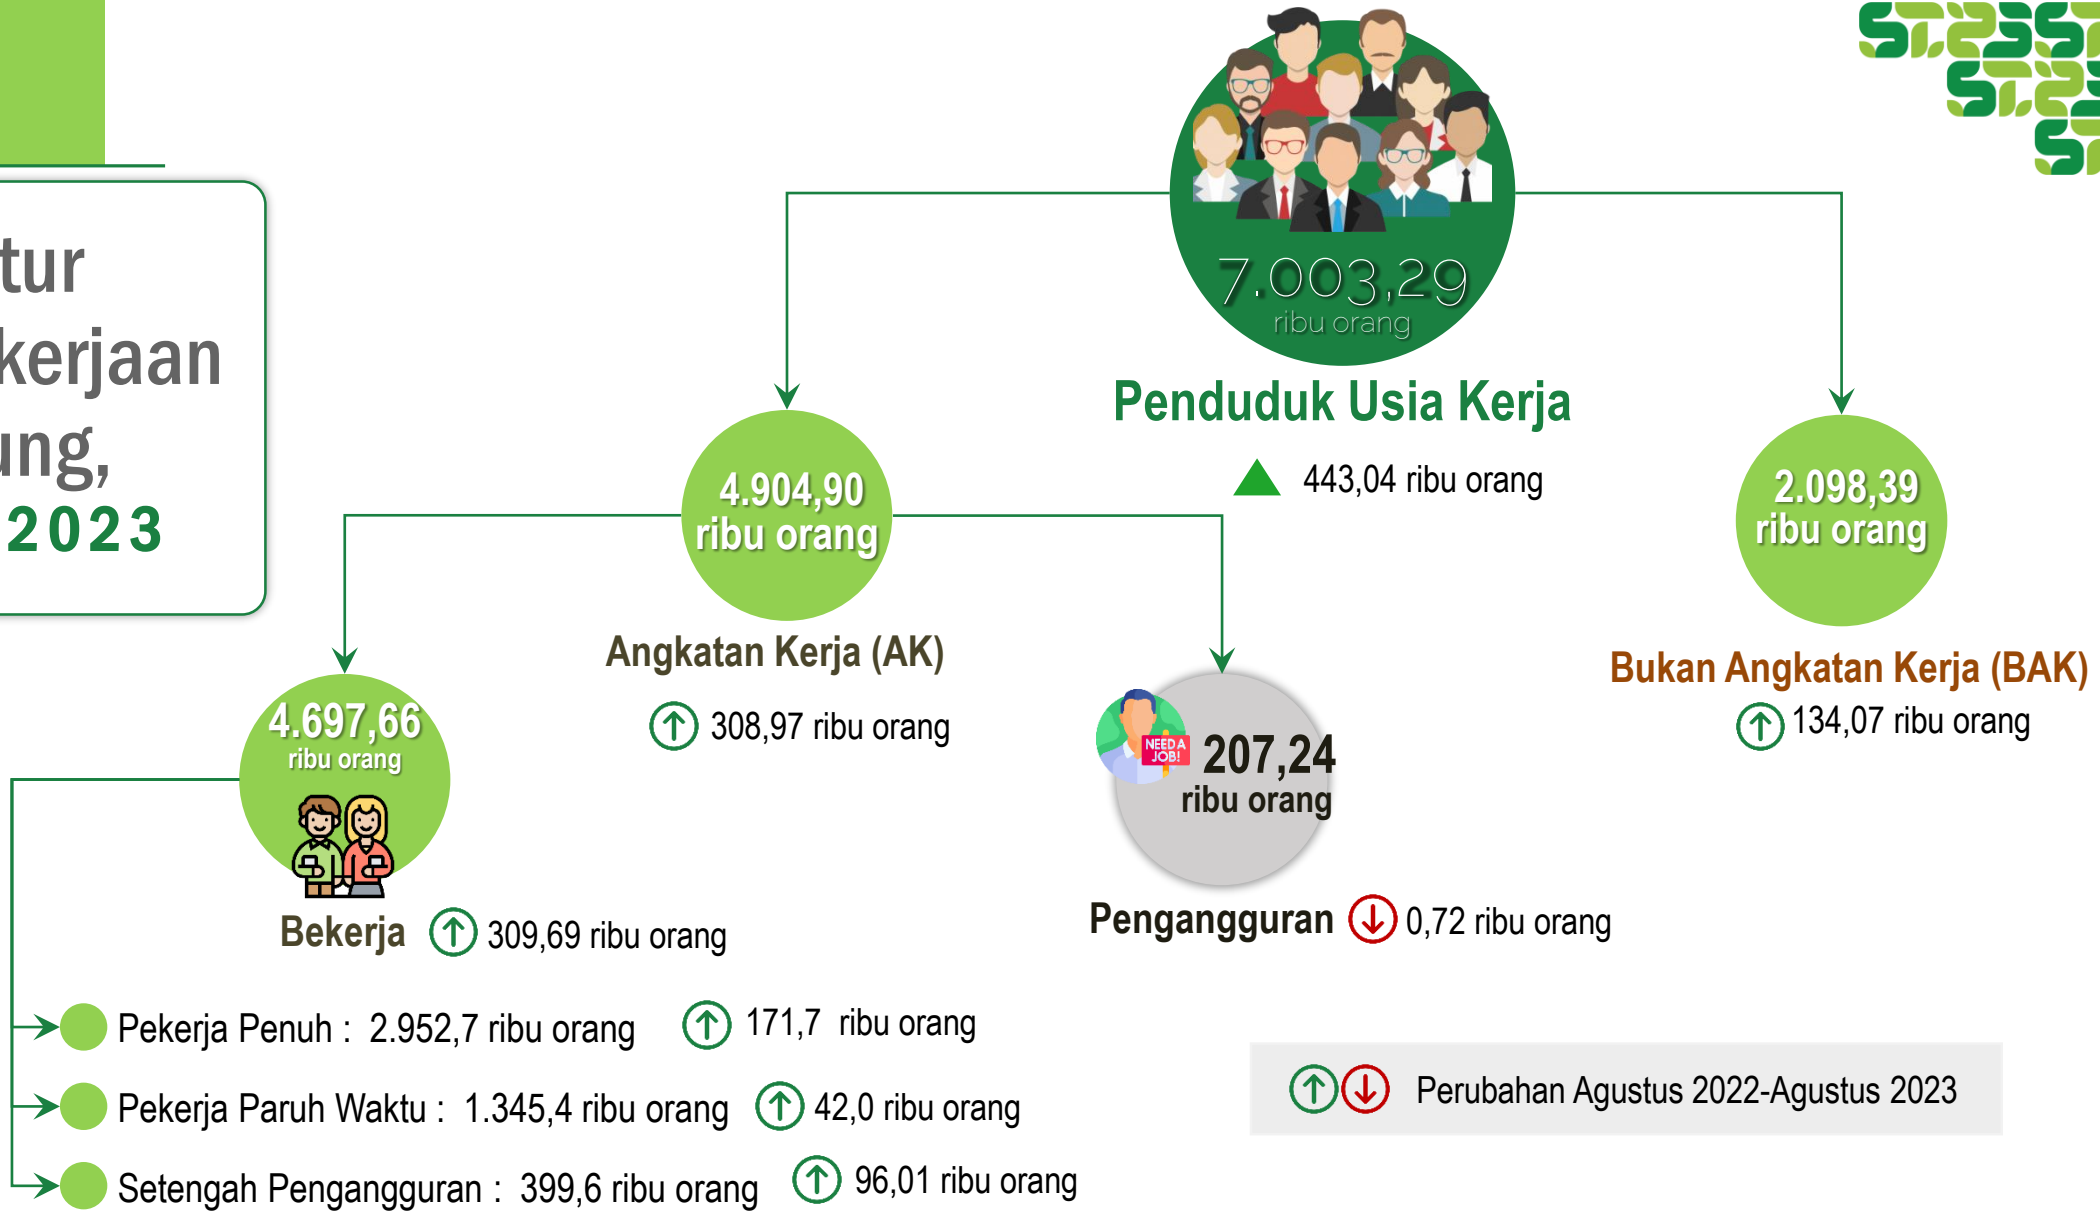 tur
kerjaan
ung,
2023
7.003,29
ribu orang
Penduduk Usia Kerja
443,04 ribu orang
4.904,90
ribu orang
Angkatan Kerja (AK)
308,97 ribu orang
2.098,39
ribu orang
Bukan Angkatan Kerja (BAK)
134,07 ribu orang
4.697,66
ribu orang
Bekerja 309,69 ribu orang
NEED A
JOB!
207,24
ribu orang
Pengangguran 0,72 ribu orang
Pekerja Penuh : 2.952,7 ribu orang 171,7 ribu orang
Pekerja Paruh Waktu : 1.345,4 ribu orang 42,0 ribu orang
Setengah Pengangguran : 399,6 ribu orang 96,01 ribu orang
Perubahan Agustus 2022-Agustus 2023